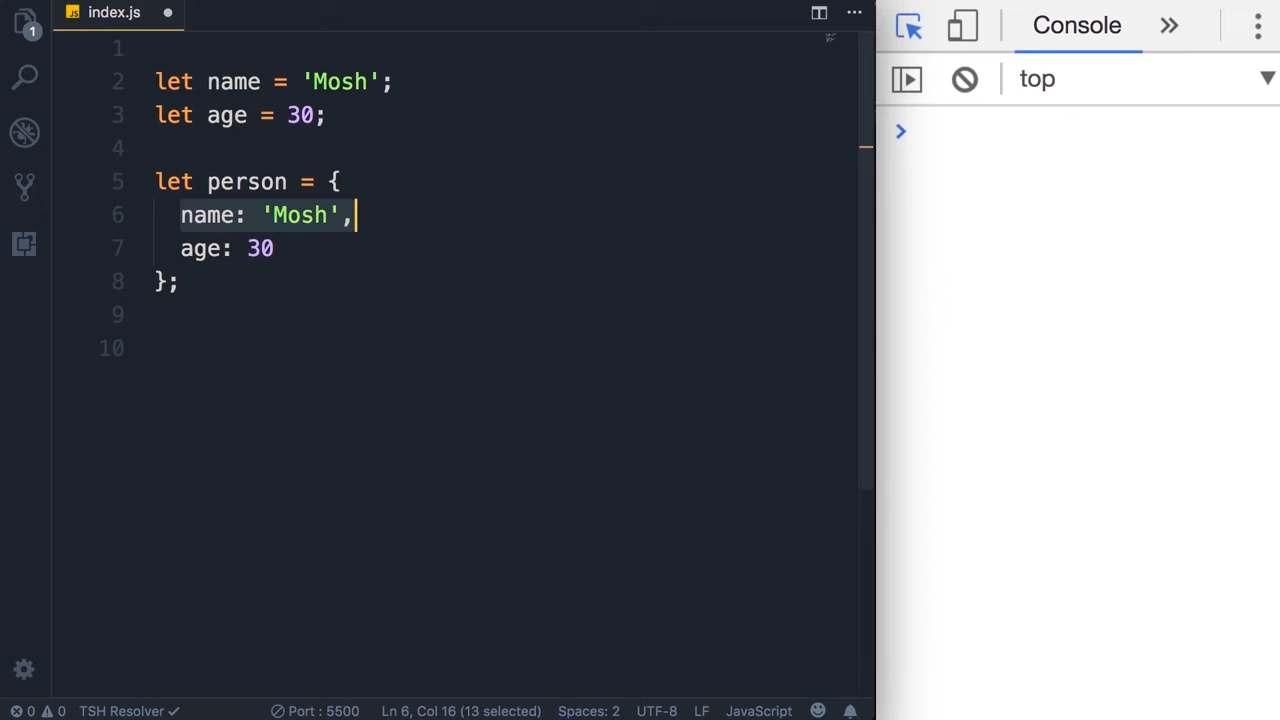 index.js
1
1
2 let name = 'Mosh';
3 let age = 30;
4
5 let person = {
6 name: 'Mosh',
7 age: 30
8 };
9
10
0 0 TSH Resolver Port : 5500 Ln 6, Col 16 (13 selected) Spaces: 2 UTF-8 LF JavaScript
Console
top